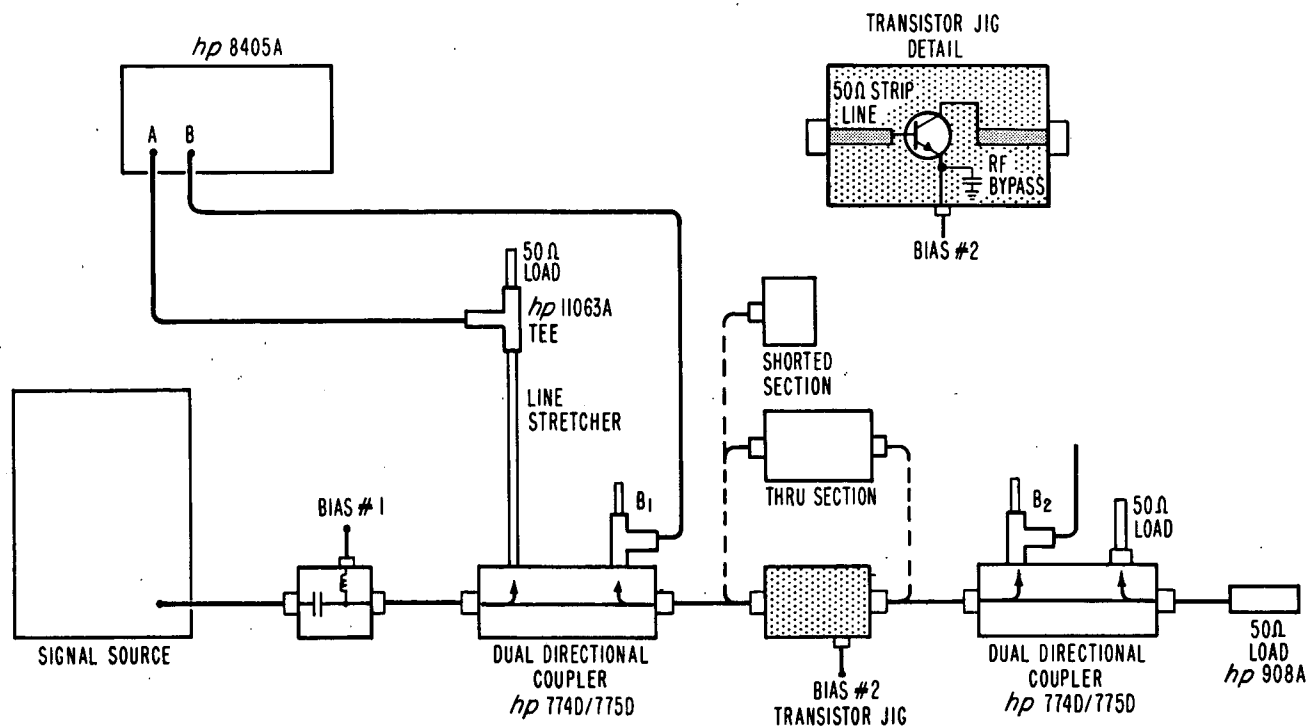 hp 8405A
A B
TRANSISTOR JIG
DETAIL
50Ω STRIP
LINE
RF
BYPASS
BIAS #2
50Ω
LOAD
hp 11063A
TEE
LINE
STRETCHER
SHORTED
SECTION
THRU SECTION
BIAS #1
B1
B2
50Ω
LOAD
SIGNAL SOURCE
DUAL DIRECTIONAL
COUPLER
hp 774D/775D
BIAS #2
TRANSISTOR JIG
DUAL DIRECTIONAL
COUPLER
hp 774D/775D
50Ω
LOAD
hp 908A